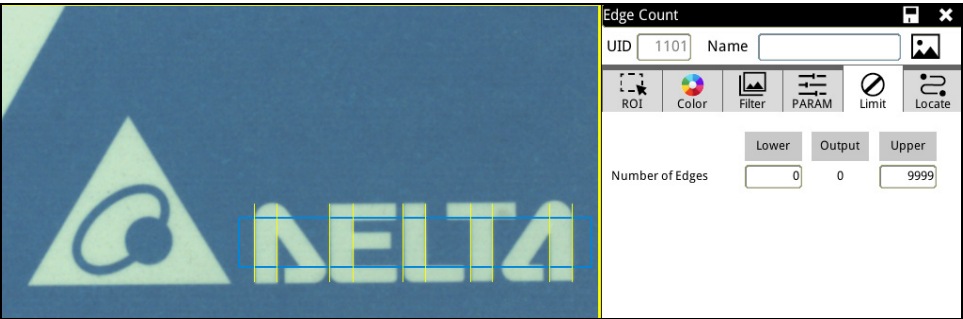 Edge Count
UID 1101 Name
ROI Color Filter PARAM Limit Locate
Lower Output Upper
Number of Edges 0 0 9999
DELTA